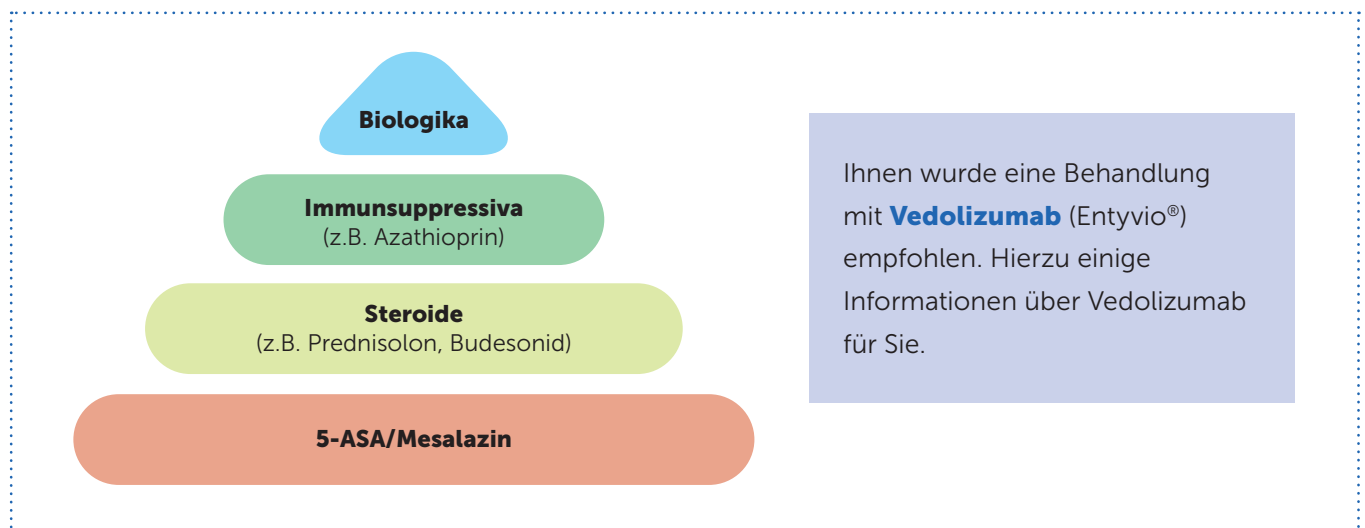 Biologika
Immunsuppressiva
(z.B. Azathioprin)
Steroide
(z.B. Prednisolon, Budesonid)
5-ASA/Mesalazin
Ihnen wurde eine Behandlung
mit Vedolizumab (Entyvio®)
empfohlen. Hierzu einige
Informationen über Vedolizumab
für Sie.